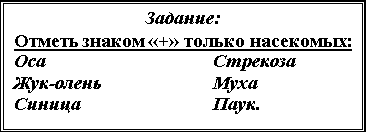 Задание:
Отметь знаком «+» только насекомых:
Оса Стрекоза
Жук-олень Муха
Синица Паук.